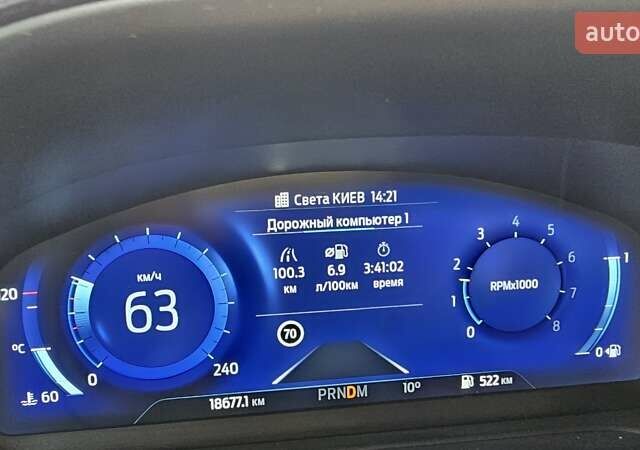 auto
Света КИЕВ 14:21
Дорожный компьютер 1
100.3 6.9 3:41:02
км л/100км время
70
км/ч
63
0 240
120
°C
60
0 1 2 3 4 5 6 7 8
RPMx1000
1
0
18677.1 км PRNDM 10° 522 км